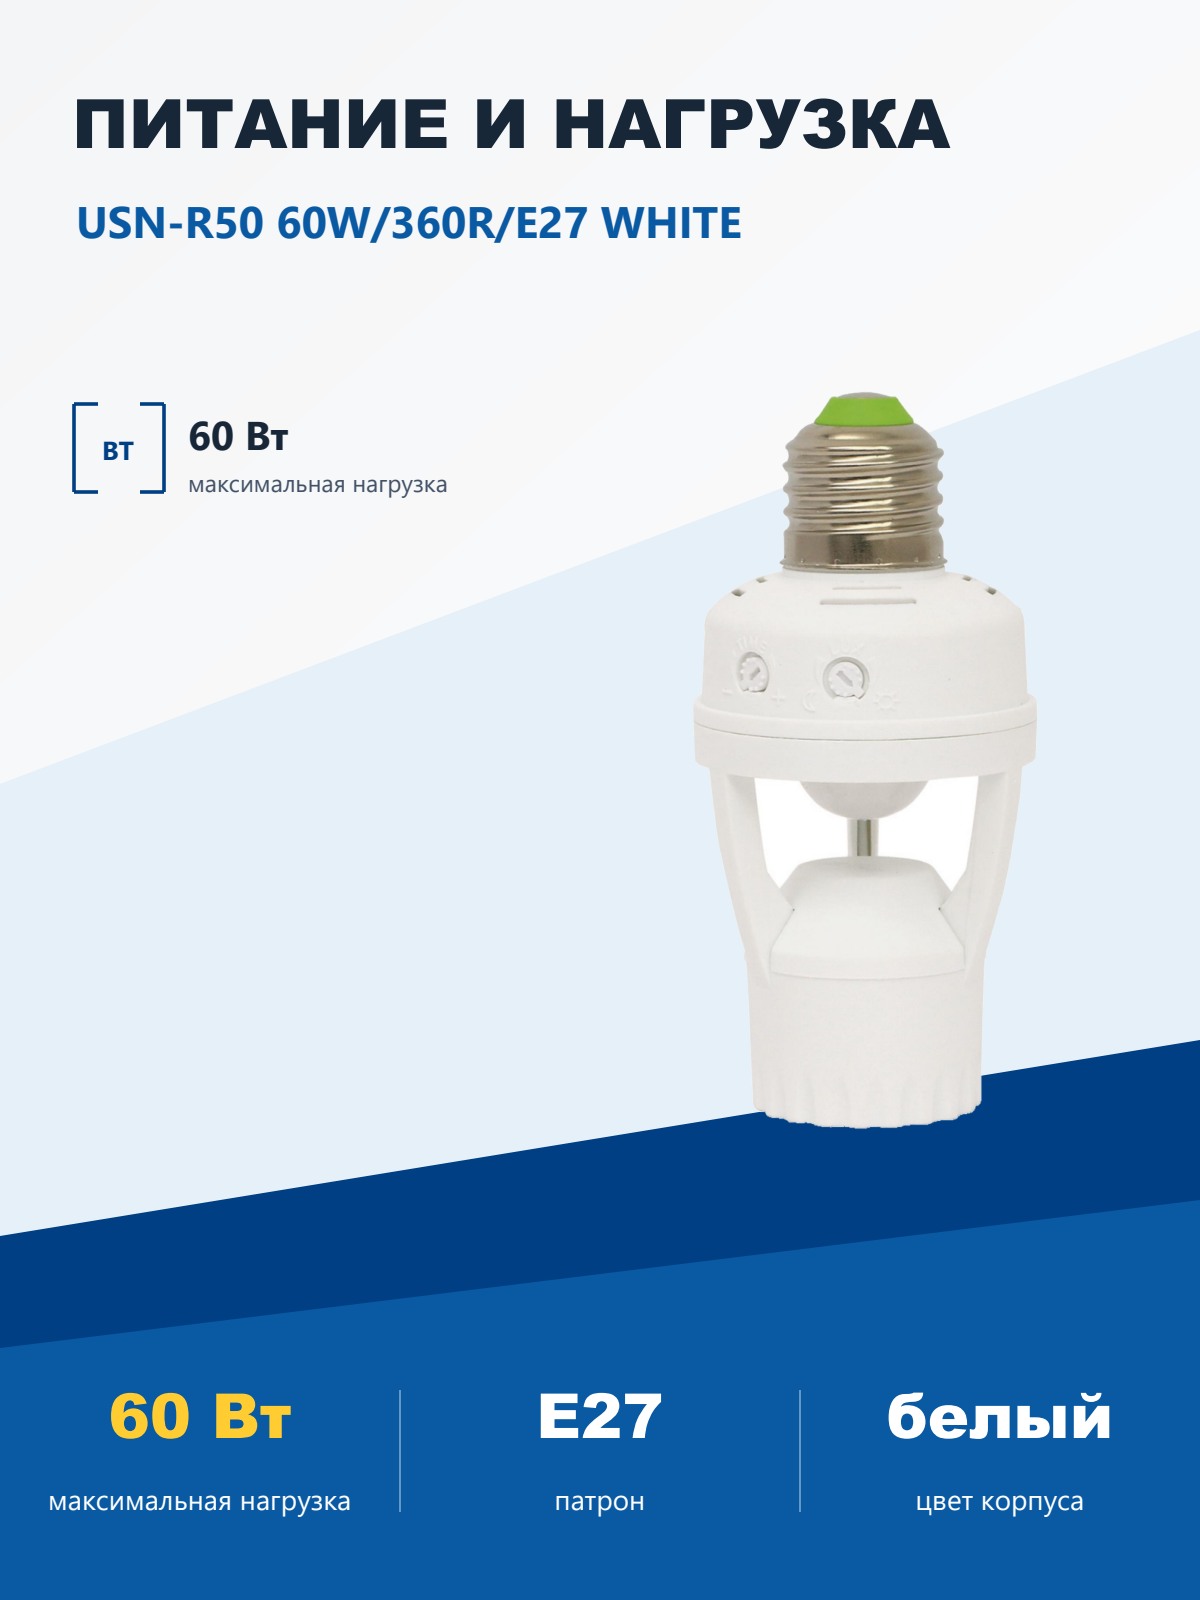 ПИТАНИЕ И НАГРУЗКА
USN-R50 60W/360R/E27 WHITE
ВТ
60 Вт
максимальная нагрузка
60 Вт
E27
белый
максимальная нагрузка
патрон
цвет корпуса